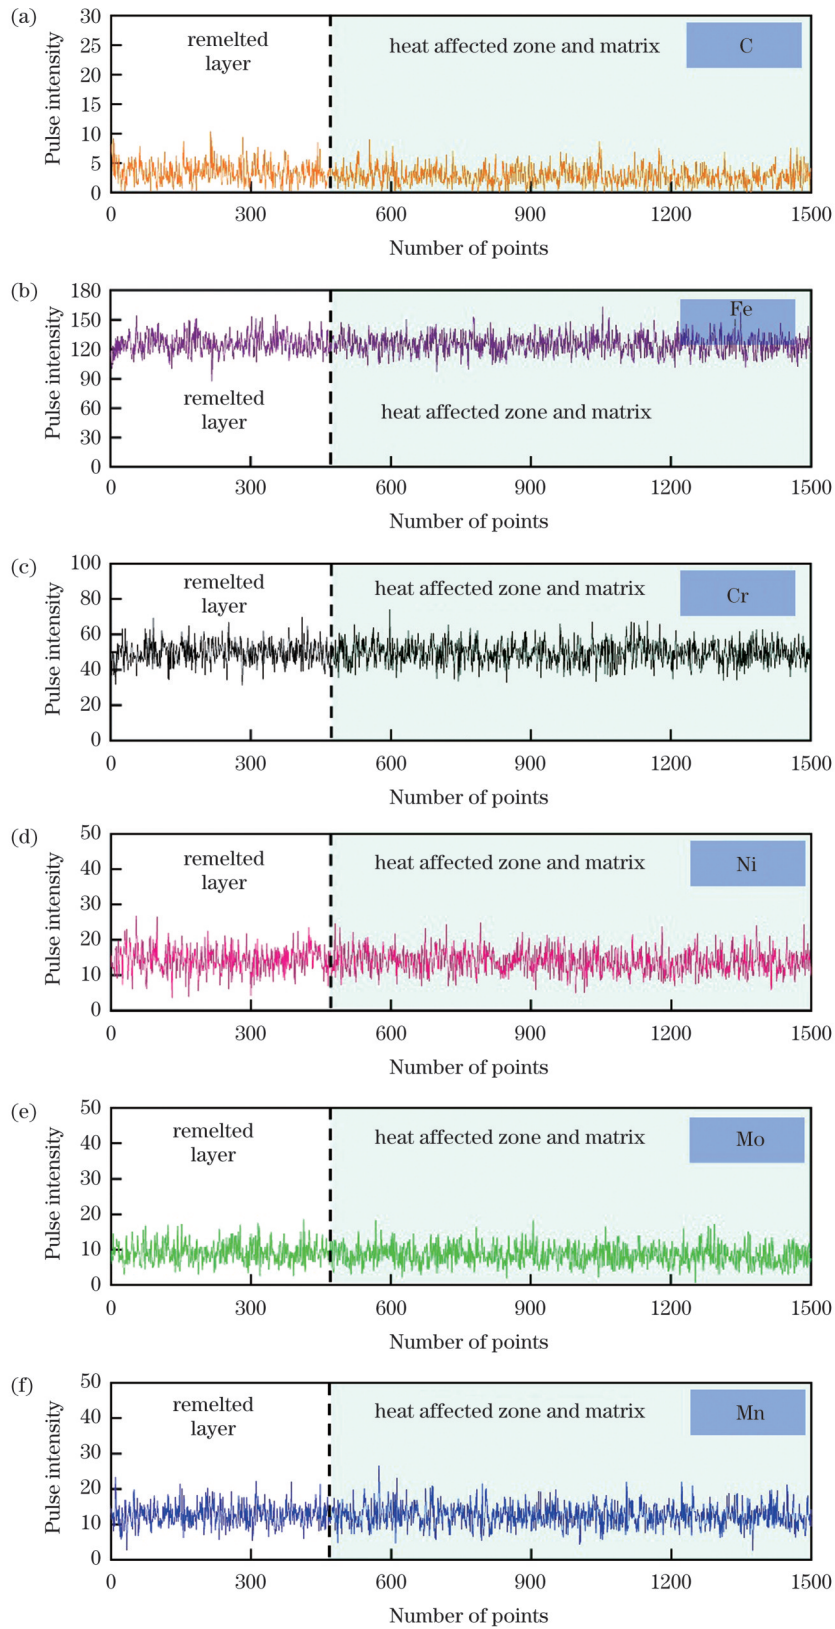 (a)
30
25
20
15
10
5
0
Pulse intensity
remelted
layer
heat affected zone and matrix
C
0 300 600 900 1200 1500
Number of points
(b)
180
150
120
90
60
30
0
Pulse intensity
Fe
remelted
layer
heat affected zone and matrix
0 300 600 900 1200 1500
Number of points
(c)
100
80
60
40
20
0
Pulse intensity
remelted
layer
heat affected zone and matrix
Cr
0 300 600 900 1200 1500
Number of points
(d)
50
40
30
20
10
0
Pulse intensity
remelted
layer
heat affected zone and matrix
Ni
0 300 600 900 1200 1500
Number of points
(e)
50
40
30
20
10
0
Pulse intensity
remelted
layer
heat affected zone and matrix
Mo
0 300 600 900 1200 1500
Number of points
(f)
50
40
30
20
10
0
Pulse intensity
remelted
layer
heat affected zone and matrix
Mn
0 300 600 900 1200 1500
Number of points